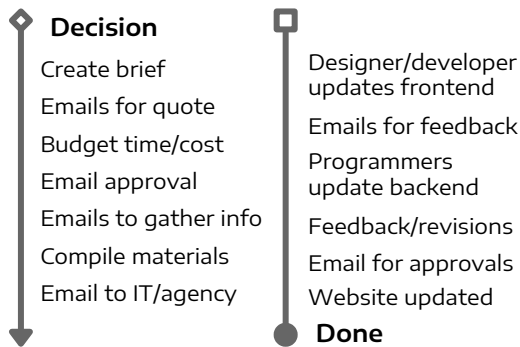 Decision
Create brief
Emails for quote
Budget time/cost
Email approval
Emails to gather info
Compile materials
Email to IT/agency
Designer/developer
updates frontend
Emails for feedback
Programmers
update backend
Feedback/revisions
Email for approvals
Website updated
Done